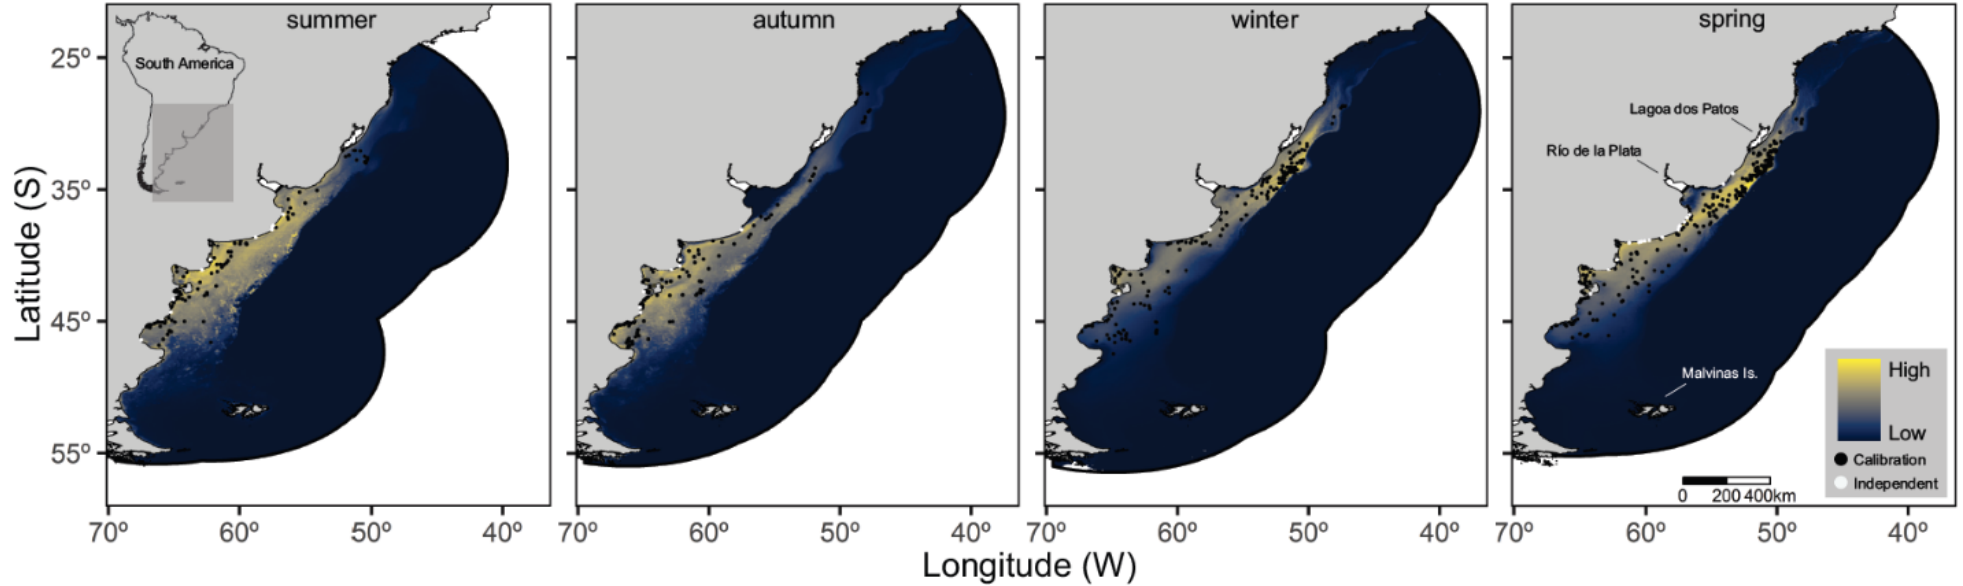 summer
autumn
winter
spring
South America
Lagoa dos Patos
Río de la Plata
Malvinas Is.
High
Low
Calibration
Independent
0 200 400km
25º
35º
45º
55º
Latitude (S)
70º 60º 50º 40º 70º 60º 50º 40º 70º 60º 50º 40º 70º 60º 50º 40º
Longitude (W)